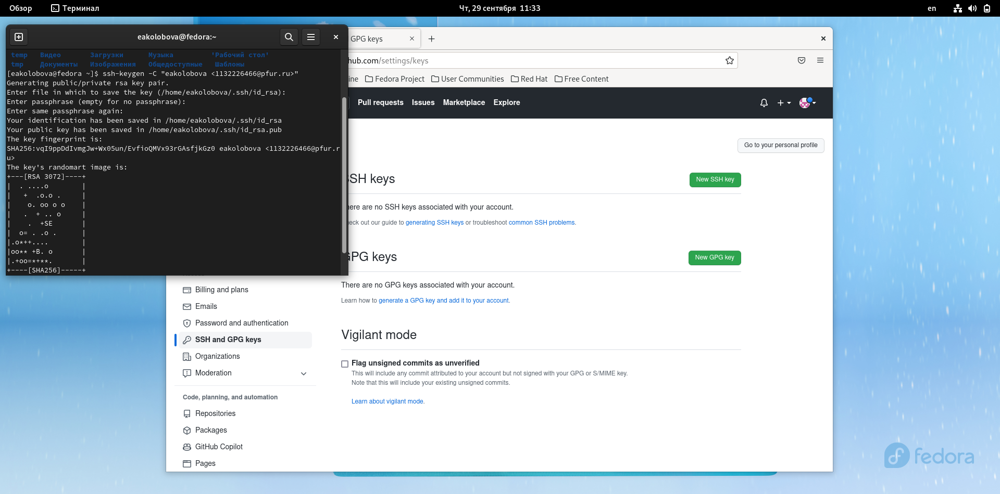 Обзор
Терминал
Чт, 29 сентября 11:33
en
eakolobova@fedora:~
temp Видео Загрузки Музыка 'Рабочий стол'
tmp Документы Изображения Общедоступные Шаблоны
[eakolobova@fedora ~]$ ssh-keygen -C "eakolobova <1132226466@pfur.ru>"
Generating public/private rsa key pair.
Enter file in which to save the key (/home/eakolobova/.ssh/id_rsa):
Enter passphrase (empty for no passphrase):
Enter same passphrase again:
Your identification has been saved in /home/eakolobova/.ssh/id_rsa
Your public key has been saved in /home/eakolobova/.ssh/id_rsa.pub
The key fingerprint is:
SHA256:vqI9ppDdIvmgJw+Wx05un/EvfioQMVx93rGAsfjkGz0 eakolobova <1132226466@pfur.r
u>
The key's randomart image is:
+---[RSA 3072]----+
|  . ....o        |
|   +  .o.o .     |
|    o. oo o o    |
|   .  + .. o     |
|    .  +SE       |
|  o= . .o .      |
|.o*++....        |
|oo** +B. o       |
|.+oo=*+**.       |
+----[SHA256]-----+
GPG keys
hub.com/settings/keys
ine Fedora Project User Communities Red Hat Free Content
Pull requests Issues Marketplace Explore
Go to your personal profile
SSH keys
New SSH key
here are no SSH keys associated with your account.
eck out our guide to generating SSH keys or troubleshoot common SSH problems.
GPG keys
New GPG key
There are no GPG keys associated with your account.
Learn how to generate a GPG key and add it to your account.
Vigilant mode
Flag unsigned commits as unverified
This will include any commit attributed to your account but not signed with your GPG or S/MIME key.
Note that this will include your existing unsigned commits.
Learn about vigilant mode.
Billing and plans
Emails
Password and authentication
SSH and GPG keys
Organizations
Moderation
Code, planning, and automation
Repositories
Packages
GitHub Copilot
Pages
fedora